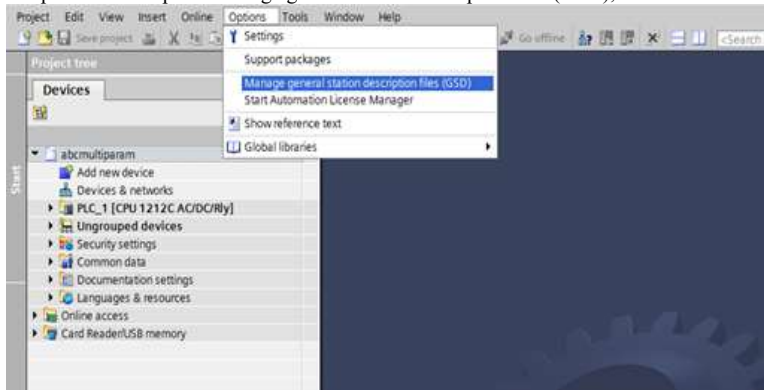 Project Edit View Insert Online Options Tools Window Help
Save project
Go offline
<Search
Settings
Support packages
Manage general station description files (GSD)
Start Automation License Manager
Show reference text
Global libraries
Project tree
Devices
Start
abcmultiparam
Add new device
Devices & networks
PLC_1 [CPU 1212C AC/DC/Rly]
Ungrouped devices
Security settings
Common data
Documentation settings
Languages & resources
Online access
Card Reader/USB memory